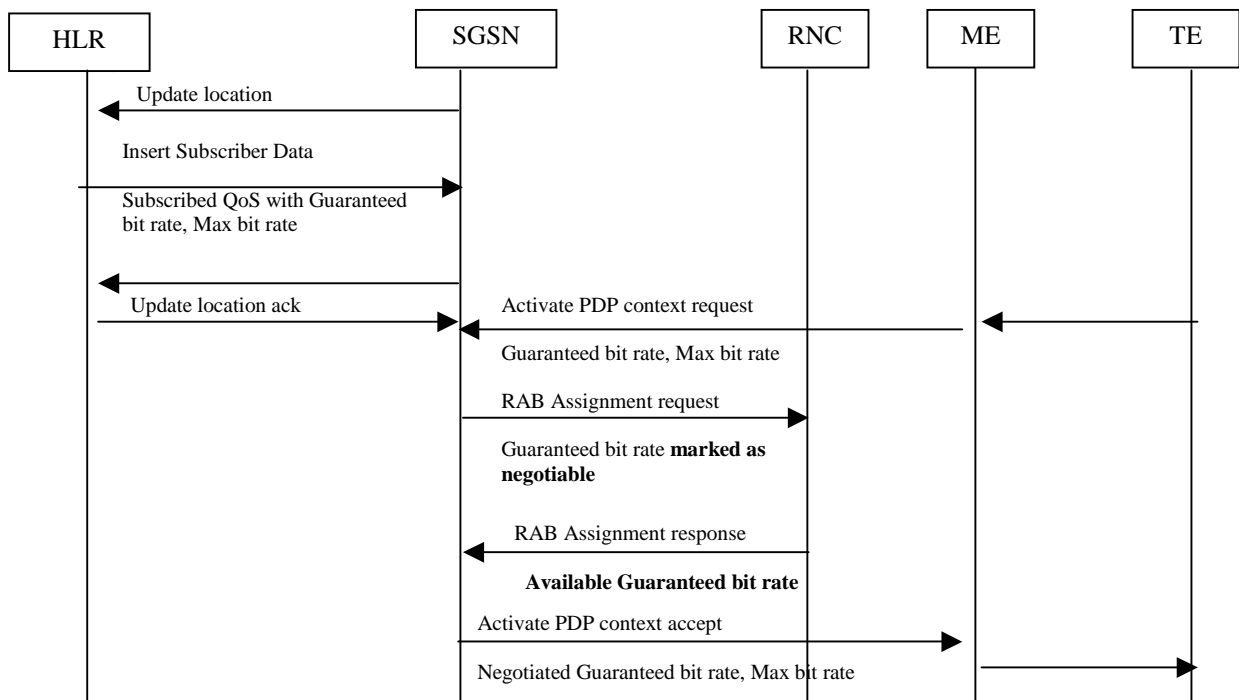 HLR
SGSN
RNC
ME
TE
Update location
Insert Subscriber Data
Subscribed QoS with Guaranteed
bit rate, Max bit rate
Update location ack
Activate PDP context request
Guaranteed bit rate, Max bit rate
RAB Assignment request
Guaranteed bit rate marked as
negotiable
RAB Assignment response
Available Guaranteed bit rate
Activate PDP context accept
Negotiated Guaranteed bit rate, Max bit rate